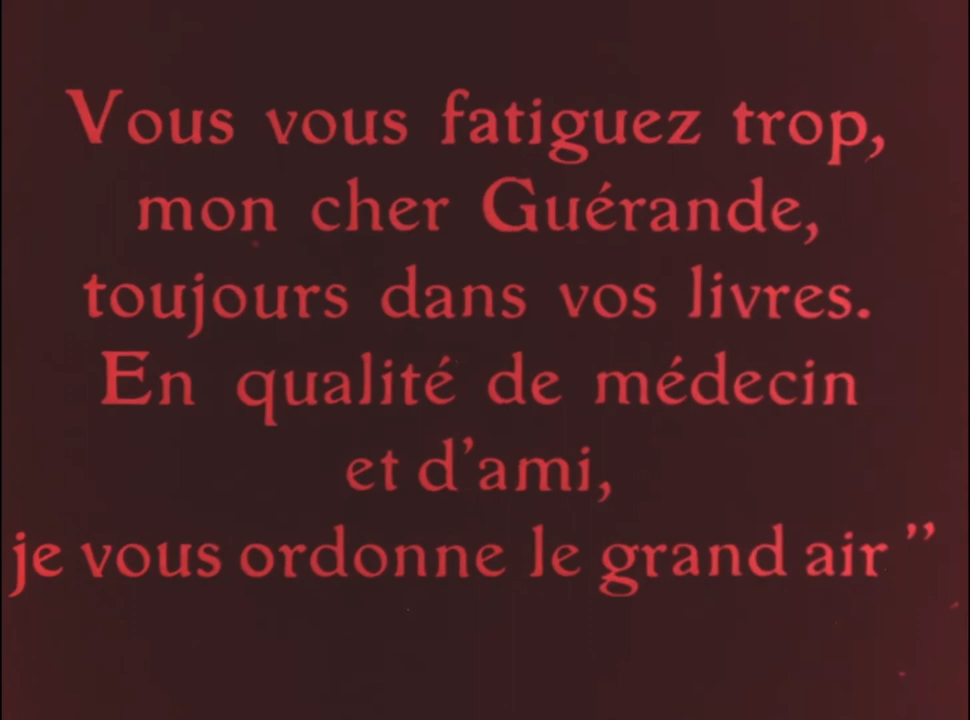 Vous vous fatiguez trop,
mon cher Guérande,
toujours dans vos livres.
En qualité de médecin
et d'ami,
je vous ordonne le grand air ”